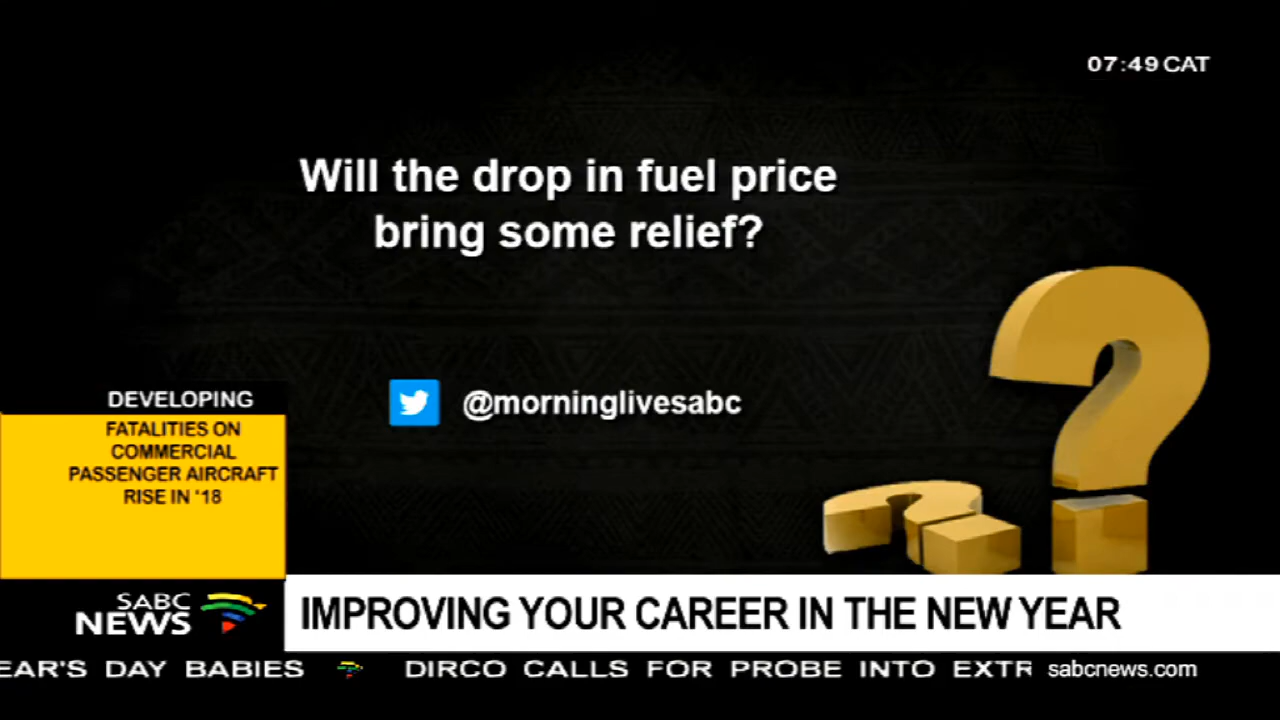 07:49 CAT
Will the drop in fuel price
bring some relief?
@morninglivesabc
DEVELOPING
FATALITIES ON
COMMERCIAL
PASSENGER AIRCRAFT
RISE IN '18
SABC
NEWS
IMPROVING YOUR CAREER IN THE NEW YEAR
EAR'S DAY BABIES DIRCO CALLS FOR PROBE INTO EXTR
sabcnews.com